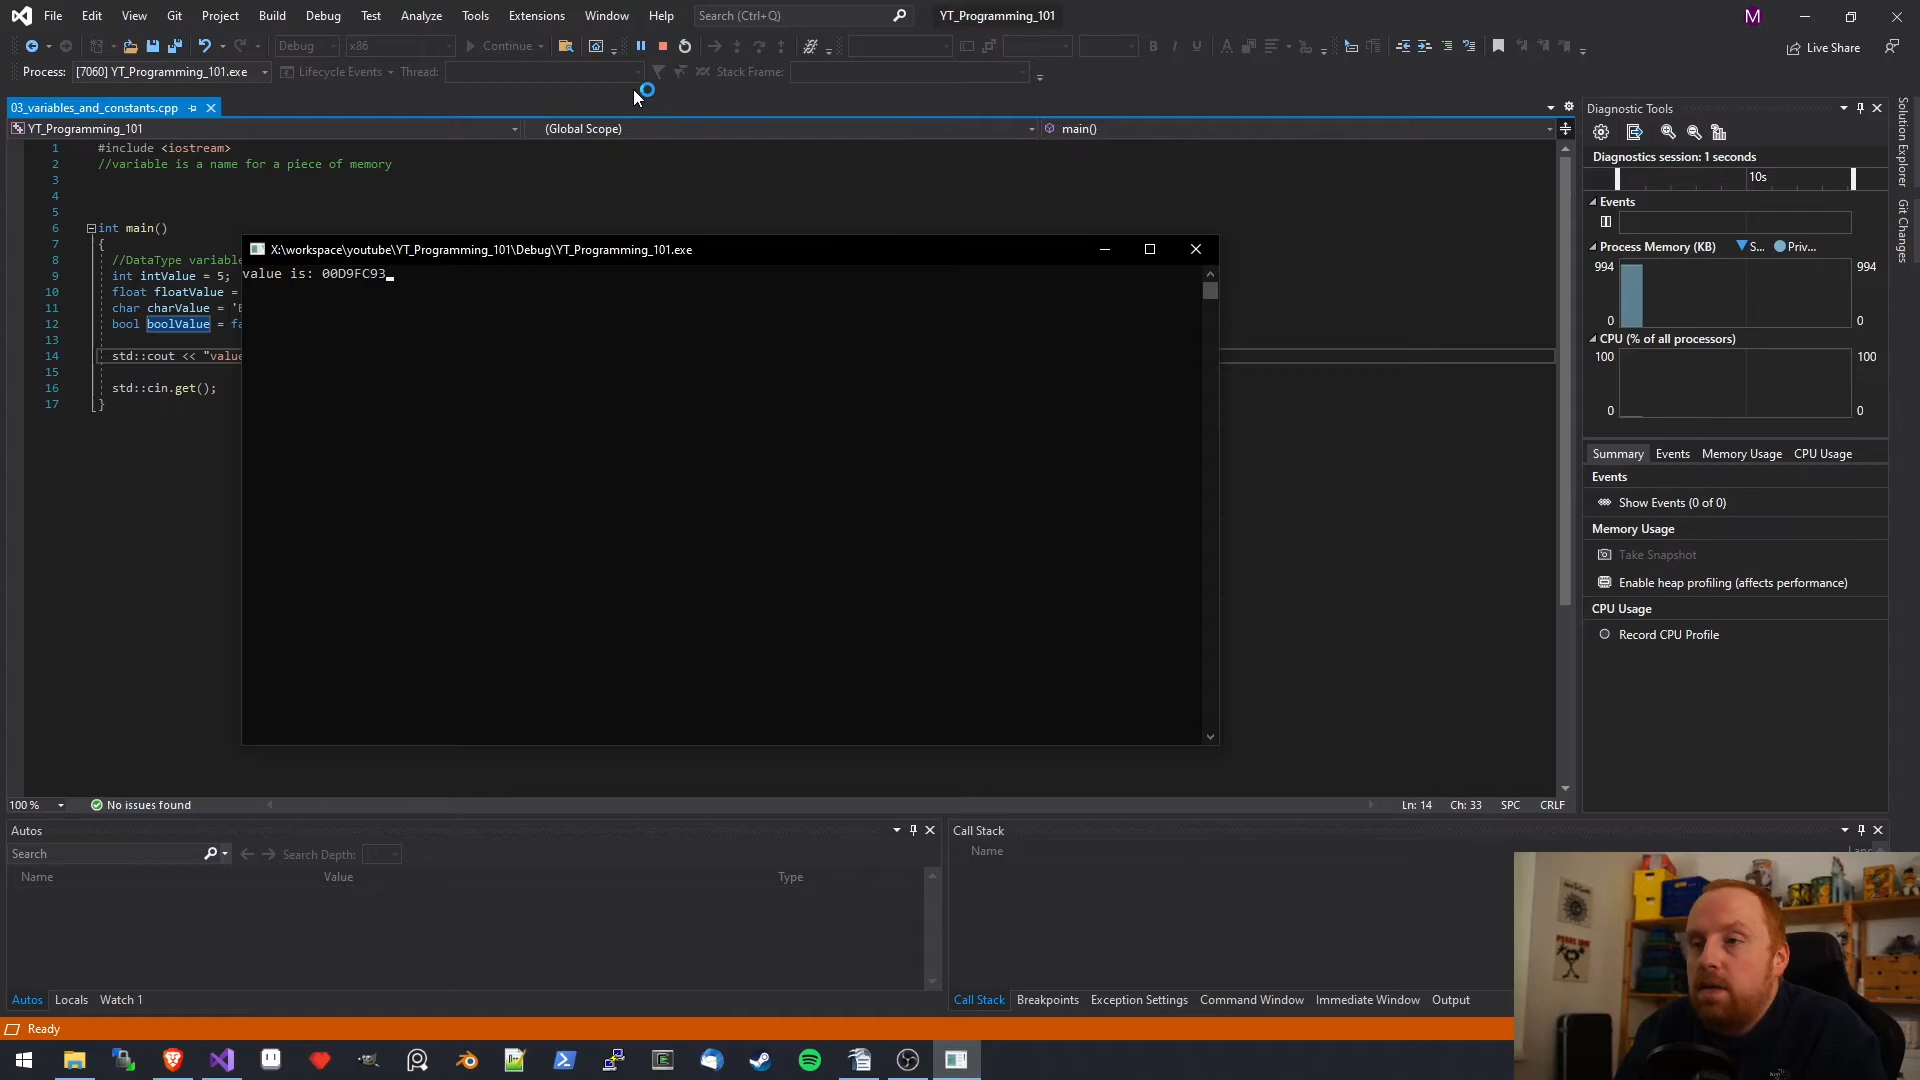 File Edit View Git Project Build Debug Test Analyze Tools Extensions Window Help Search (Ctrl+Q) YT_Programming_101 M
Debug x86 Continue Live Share
Process: [7060] YT_Programming_101.exe Lifecycle Events Thread: Stack Frame:
03_variables_and_constants.cpp
YT_Programming_101 (Global Scope) main()
1 #include <iostream>
2 //variable is a name for a piece of memory
3
4
5
6 int main()
7 {
8 //DataType variable
9 int intValue = 5;
10 float floatValue =
11 char charValue = '
12 bool boolValue = fa
13
14 std::cout << "value
15
16 std::cin.get();
17 }
X:\workspace\youtube\YT_Programming_101\Debug\YT_Programming_101.exe
value is: 00D9FC93
100 % No issues found Ln: 14 Ch: 33 SPC CRLF
Diagnostic Tools
Diagnostics session: 1 seconds
10s
Events
Process Memory (KB) S... Priv...
994 994
0 0
CPU (% of all processors)
100 100
0 0
Summary Events Memory Usage CPU Usage
Events
Show Events (0 of 0)
Memory Usage
Take Snapshot
Enable heap profiling (affects performance)
CPU Usage
Record CPU Profile
Solution Explorer
Git Changes
Autos
Search Search Depth:
Name Value Type
Autos Locals Watch 1
Call Stack
Name
Call Stack Breakpoints Exception Settings Command Window Immediate Window Output
Ready